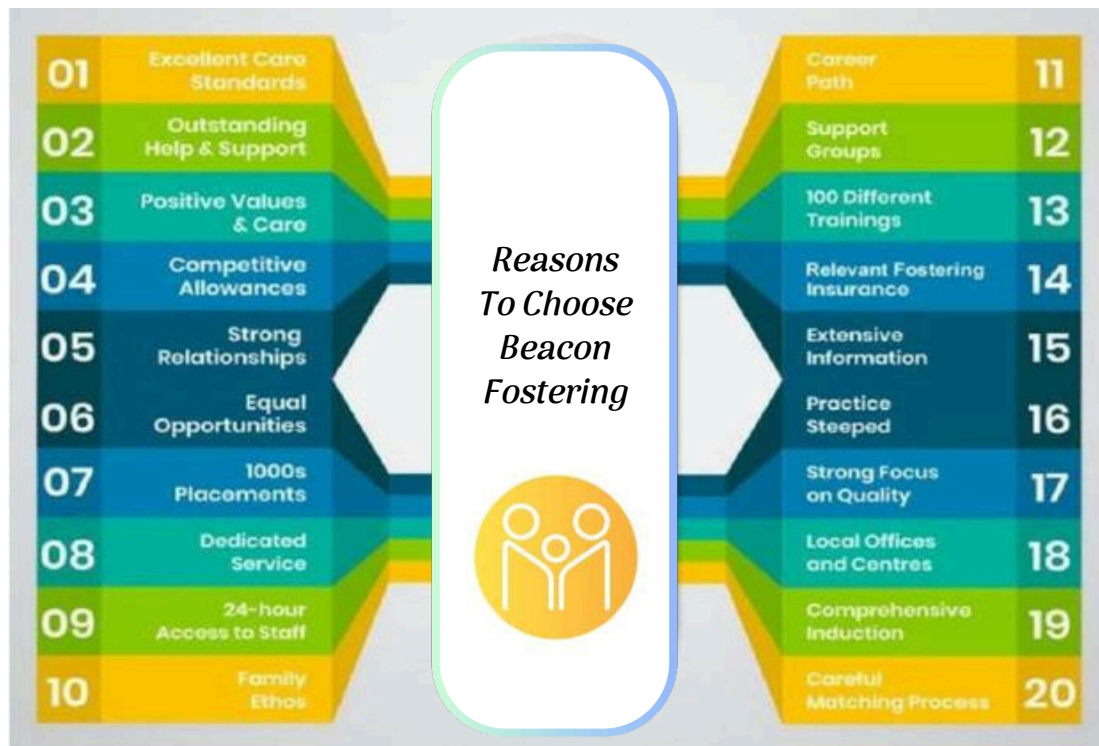 01
Excellent Care
Standards
02
Outstanding
Help & Support
03
Positive Values
& Care
04
Competitive
Allowances
05
Strong
Relationships
06
Equal
Opportunities
07
1000s
Placements
08
Dedicated
Service
09
24-hour
Access to Staff
10
Family
Ethos
Reasons
To Choose
Beacon
Fostering
Career
Path
11
Support
Groups
12
100 Different
Trainings
13
Relevant Fostering
Insurance
14
Extensive
Information
15
Practice
Steeped
16
Strong Focus
on Quality
17
Local Offices
and Centres
18
Comprehensive
Induction
19
Careful
Matching Process
20